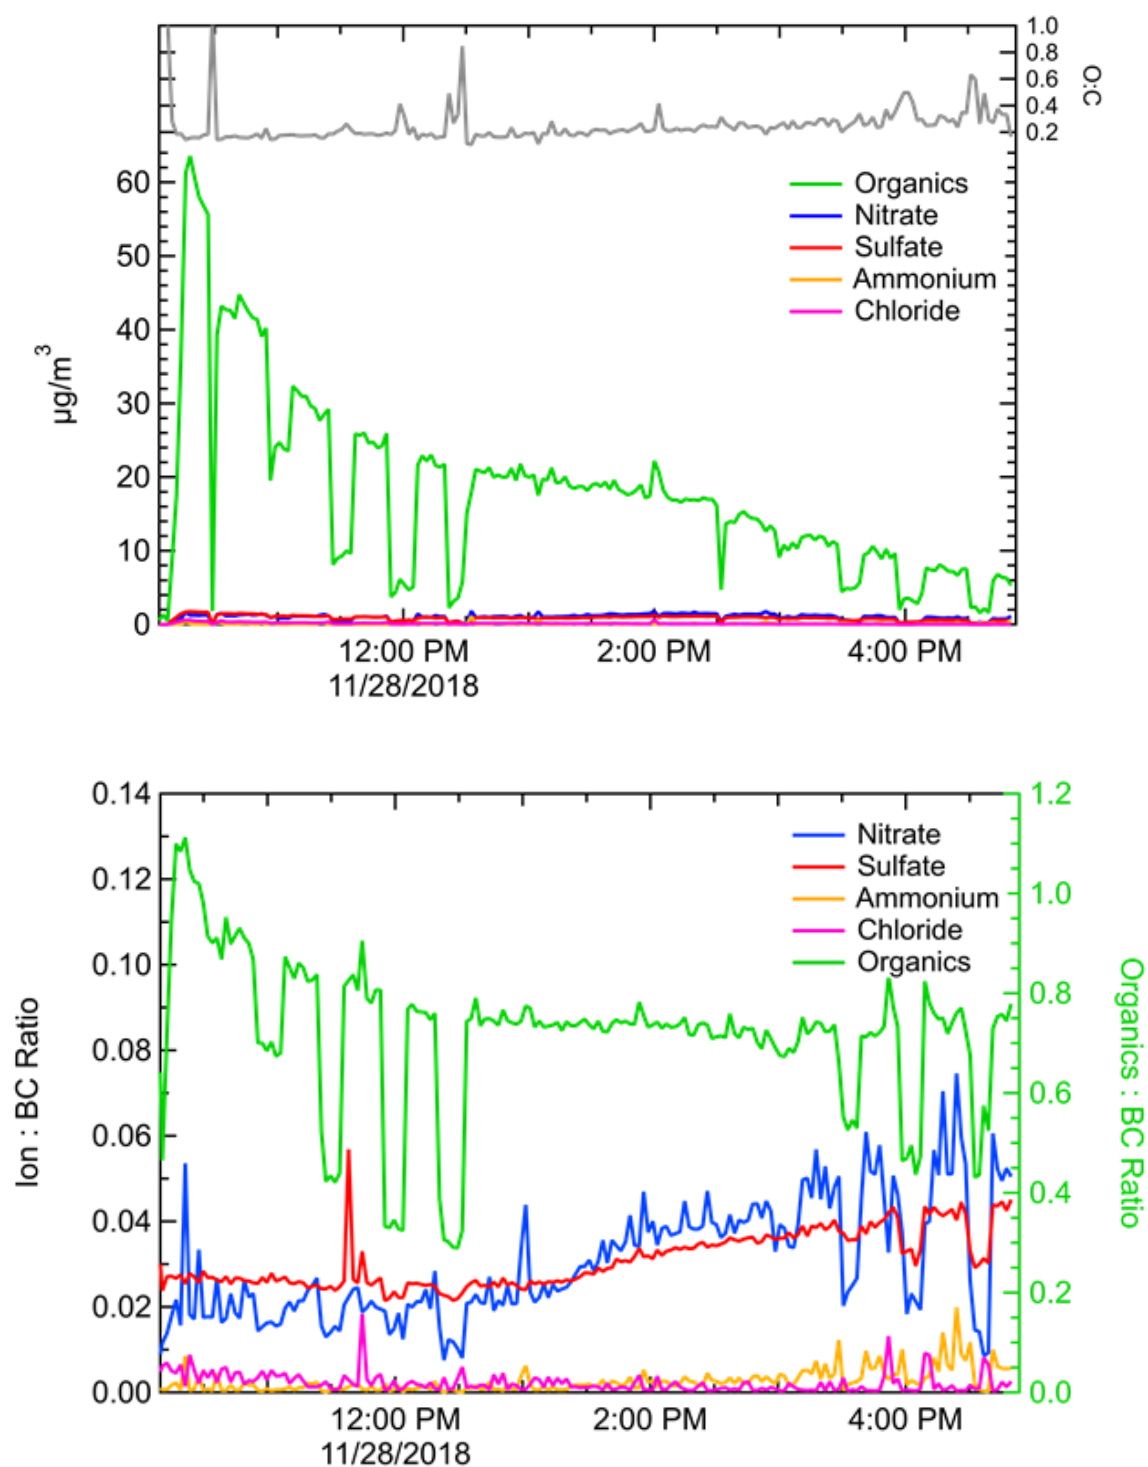 1.0
0.8
0.6
0.4
0.2
O:C
60
50
40
30
20
10
0
µg/m³
Organics
Nitrate
Sulfate
Ammonium
Chloride
12:00 PM 2:00 PM 4:00 PM
11/28/2018
0.14
0.12
0.10
0.08
0.06
0.04
0.02
0.00
Ion : BC Ratio
Nitrate
Sulfate
Ammonium
Chloride
Organics
1.2
1.0
0.8
0.6
0.4
0.2
0.0
Organics : BC Ratio
12:00 PM 2:00 PM 4:00 PM
11/28/2018